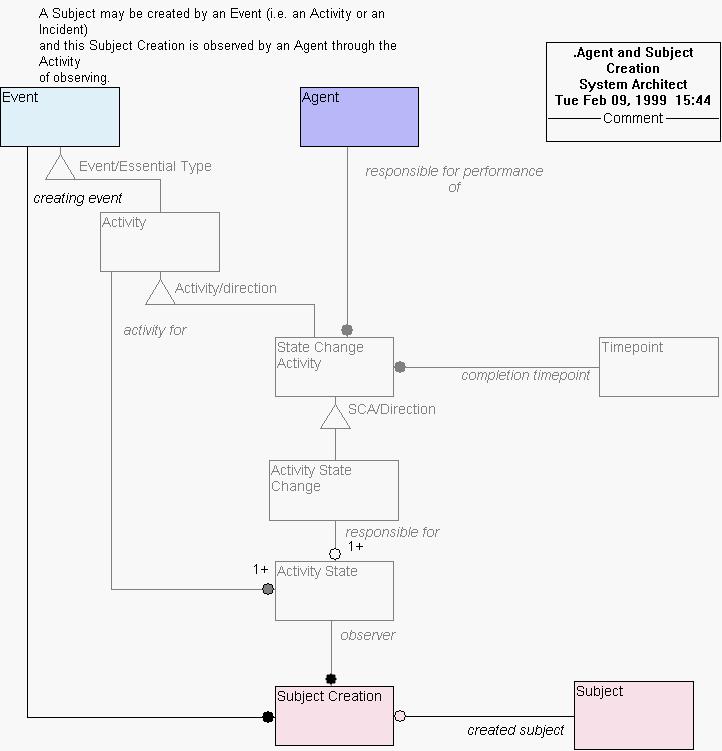 A Subject may be created by an Event (i.e. an Activity or an
Incident)
and this Subject Creation is observed by an Agent through the
Activity
of observing.
.Agent and Subject
Creation
System Architect
Tue Feb 09, 1999 15:44
Comment
Event
Agent
Event/Essential Type
responsible for performance
of
creating event
Activity
Activity/direction
activity for
State Change
Activity
Timepoint
completion timepoint
SCA/Direction
Activity State
Change
responsible for
1+
1+
Activity State
observer
Subject Creation
Subject
created subject